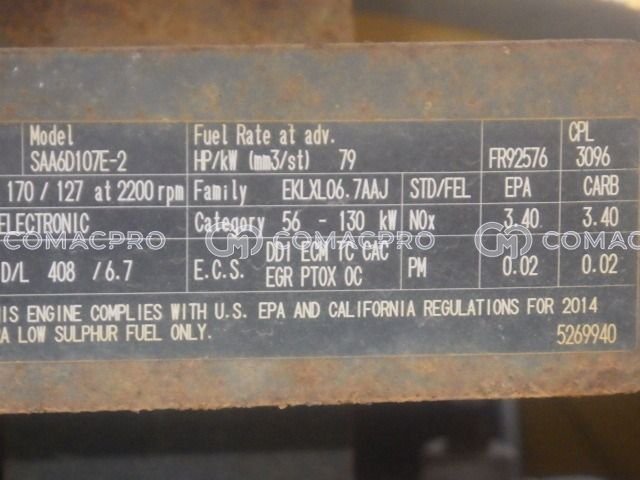 Model
SAA6D107E-2
Fuel Rate at adv.
HP/kW (mm3/st) 79
FR92576
CPL
3096
170 / 127 at 2200 rpm
Family EKLXL06.7AAJ
STD/FEL
EPA
CARB
ELECTRONIC
Category 56 - 130 kW
NOx
3.40
3.40
COMACPRO
COMACPRO
COMACPRO
D/L 408 / 6.7
E.C.S.
DDI ECM TC CAC
EGR PTOX OC
PM
0.02
0.02
HIS ENGINE COMPLIES WITH U.S. EPA AND CALIFORNIA REGULATIONS FOR 2014
PA LOW SULPHUR FUEL ONLY.
5269940